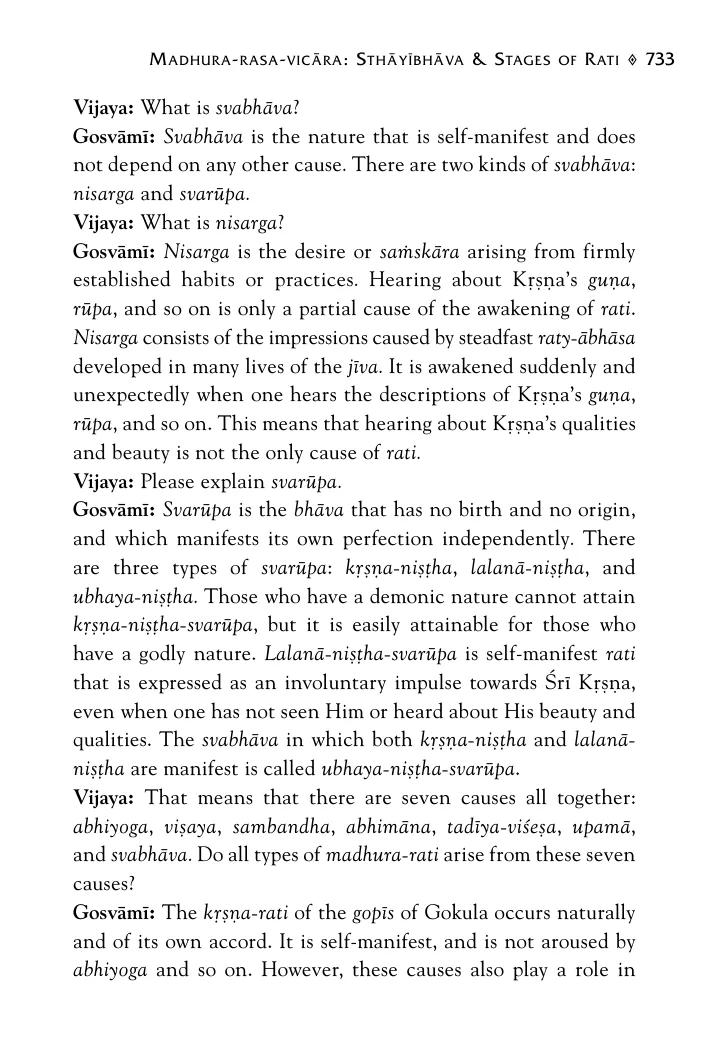 MADHURA-RASA-VICĀRA: STHĀYĪBHĀVA & STAGES OF RATI ◈ 733
Vijaya: What is svabhāva?
Gosvāmī: Svabhāva is the nature that is self-manifest and does
not depend on any other cause. There are two kinds of svabhāva:
nisarga and svarūpa.
Vijaya: What is nisarga?
Gosvāmī: Nisarga is the desire or saṁskāra arising from firmly
established habits or practices. Hearing about Kṛṣṇa’s guṇa,
rūpa, and so on is only a partial cause of the awakening of rati.
Nisarga consists of the impressions caused by steadfast raty-ābhāsa
developed in many lives of the jīva. It is awakened suddenly and
unexpectedly when one hears the descriptions of Kṛṣṇa’s guṇa,
rūpa, and so on. This means that hearing about Kṛṣṇa’s qualities
and beauty is not the only cause of rati.
Vijaya: Please explain svarūpa.
Gosvāmī: Svarūpa is the bhāva that has no birth and no origin,
and which manifests its own perfection independently. There
are three types of svarūpa: kṛṣṇa-niṣṭha, lalanā-niṣṭha, and
ubhaya-niṣṭha. Those who have a demonic nature cannot attain
kṛṣṇa-niṣṭha-svarūpa, but it is easily attainable for those who
have a godly nature. Lalanā-niṣṭha-svarūpa is self-manifest rati
that is expressed as an involuntary impulse towards Śrī Kṛṣṇa,
even when one has not seen Him or heard about His beauty and
qualities. The svabhāva in which both kṛṣṇa-niṣṭha and lalanā-
niṣṭha are manifest is called ubhaya-niṣṭha-svarūpa.
Vijaya: That means that there are seven causes all together:
abhiyoga, viṣaya, sambandha, abhimāna, tadīya-viśeṣa, upamā,
and svabhāva. Do all types of madhura-rati arise from these seven
causes?
Gosvāmī: The kṛṣṇa-rati of the gopīs of Gokula occurs naturally
and of its own accord. It is self-manifest, and is not aroused by
abhiyoga and so on. However, these causes also play a role in